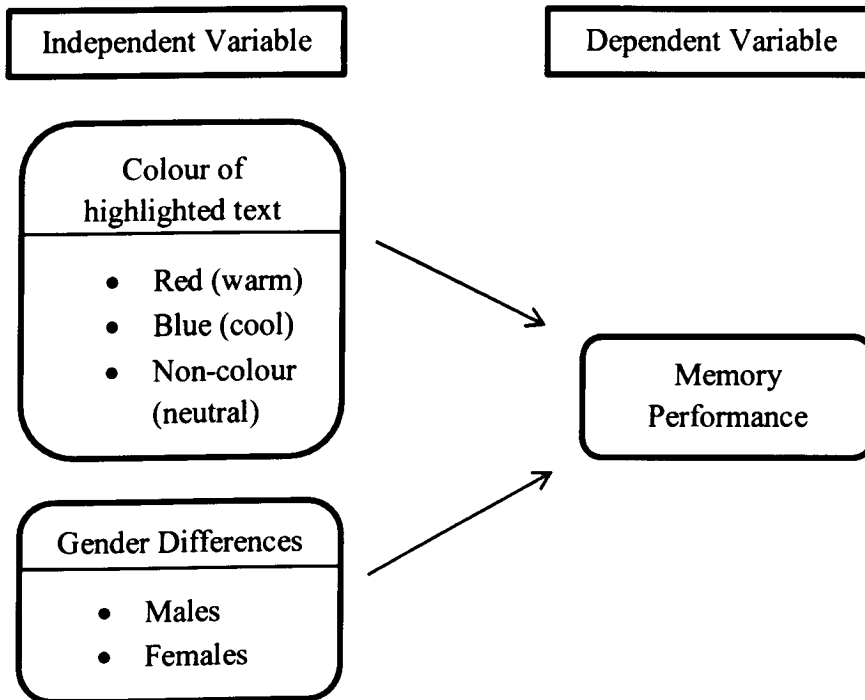 Independent Variable
Dependent Variable
Colour of
highlighted text
• Red (warm)
• Blue (cool)
• Non-colour
(neutral)
Memory
Performance
Gender Differences
• Males
• Females